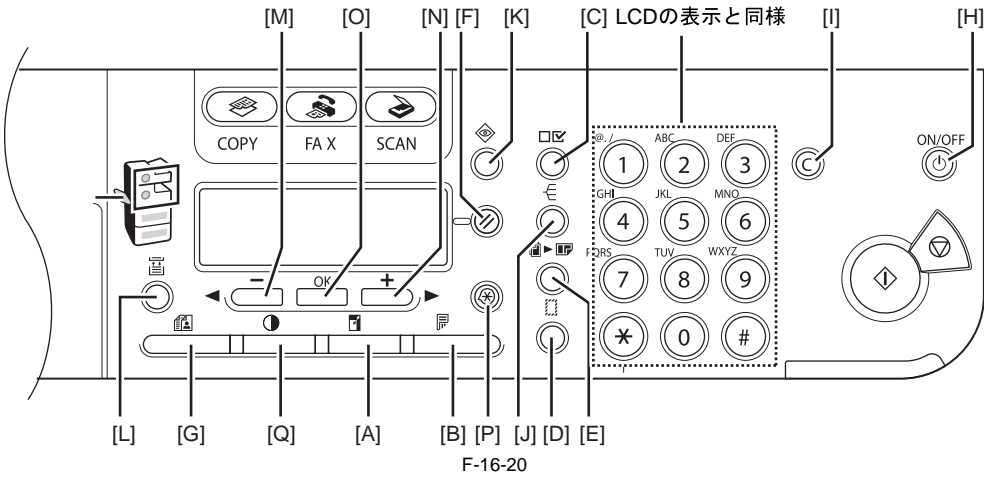 [M] [O] [N] [F] [K] [C] LCDの表示と同様 [I] [H]
COPY FA X SCAN
ON/OFF
@./ ABC DEF
1 2 3 C
GHI JKL MNO
4 5 6
PQRS TUV WXYZ
7 8 9
- OK +
* 0 #
[L] [G] [Q] [A] [B] [P] [J] [D] [E]
F-16-20